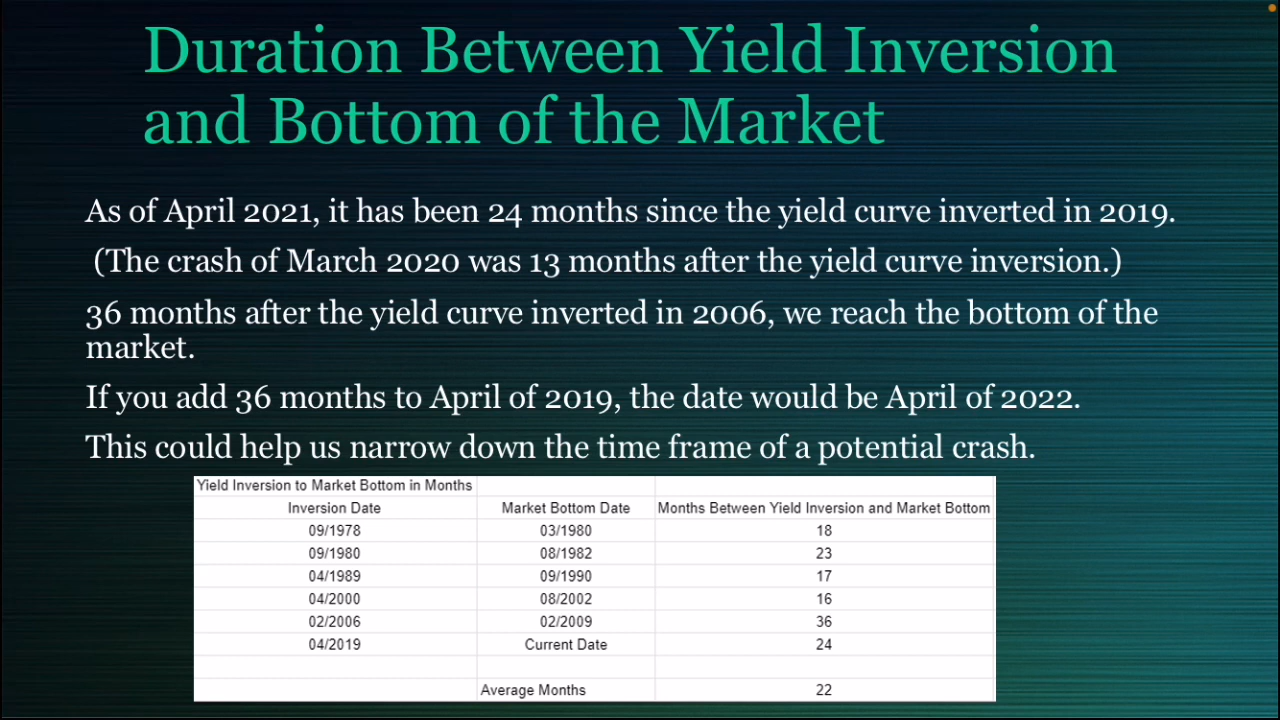 Duration Between Yield Inversion
and Bottom of the Market
As of April 2021, it has been 24 months since the yield curve inverted in 2019.
(The crash of March 2020 was 13 months after the yield curve inversion.)
36 months after the yield curve inverted in 2006, we reach the bottom of the
market.
If you add 36 months to April of 2019, the date would be April of 2022.
This could help us narrow down the time frame of a potential crash.
Yield Inversion to Market Bottom in Months
Inversion Date Market Bottom Date Months Between Yield Inversion and Market Bottom
09/1978 03/1980 18
09/1980 08/1982 23
04/1989 09/1990 17
04/2000 08/2002 16
02/2006 02/2009 36
04/2019 Current Date 24
Average Months 22